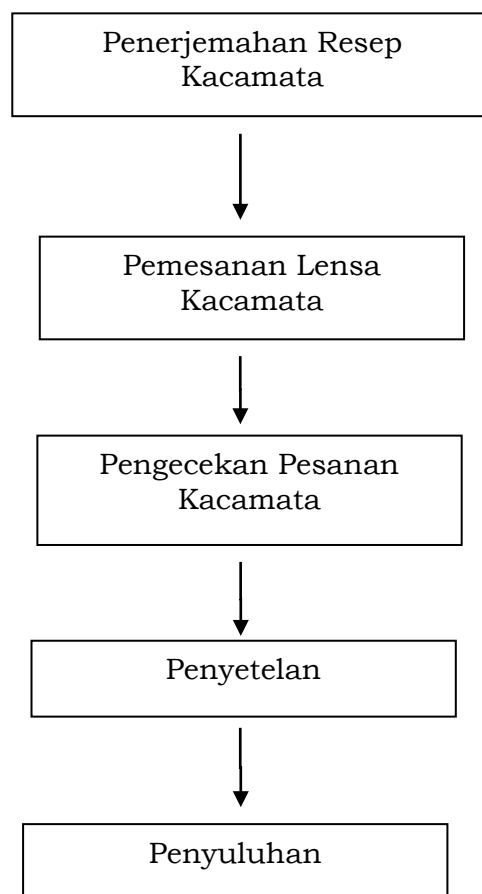 Penerjemahan Resep
Kacamata
Pemesanan Lensa
Kacamata
Pengecekan Pesanan
Kacamata
Penyetelan
Penyuluhan